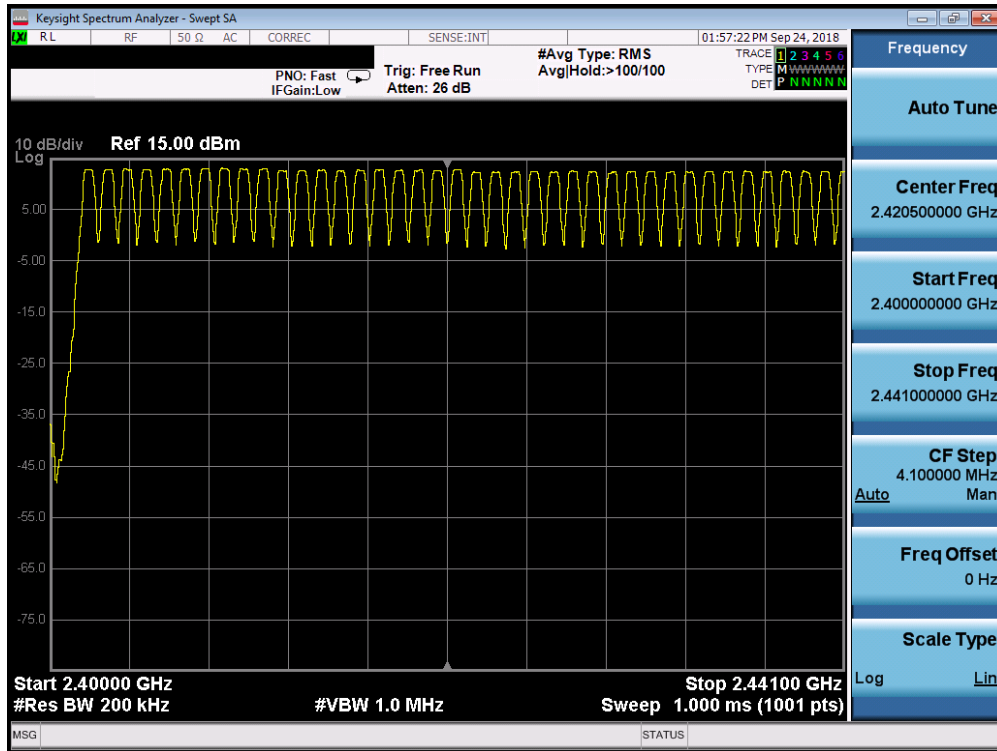 Keysight Spectrum Analyzer - Swept SA
LXI RL RF 50 Ω AC CORREC SENSE:INT 01:57:22 PM Sep 24, 2018
Frequency
PNO: Fast
IFGain:Low
Trig: Free Run
Atten: 26 dB
#Avg Type: RMS
Avg|Hold:>100/100
TRACE 1 2 3 4 5 6
TYPE M WWWWW
DET P N N N N N
10 dB/div Ref 15.00 dBm
Log
5.00
-5.00
-15.0
-25.0
-35.0
-45.0
-55.0
-65.0
-75.0
Start 2.40000 GHz Stop 2.44100 GHz
#Res BW 200 kHz #VBW 1.0 MHz Sweep 1.000 ms (1001 pts)
MSG STATUS
Auto Tune
Center Freq
2.420500000 GHz
Start Freq
2.400000000 GHz
Stop Freq
2.441000000 GHz
CF Step
4.100000 MHz
Auto Man
Freq Offset
0 Hz
Scale Type
Log Lin